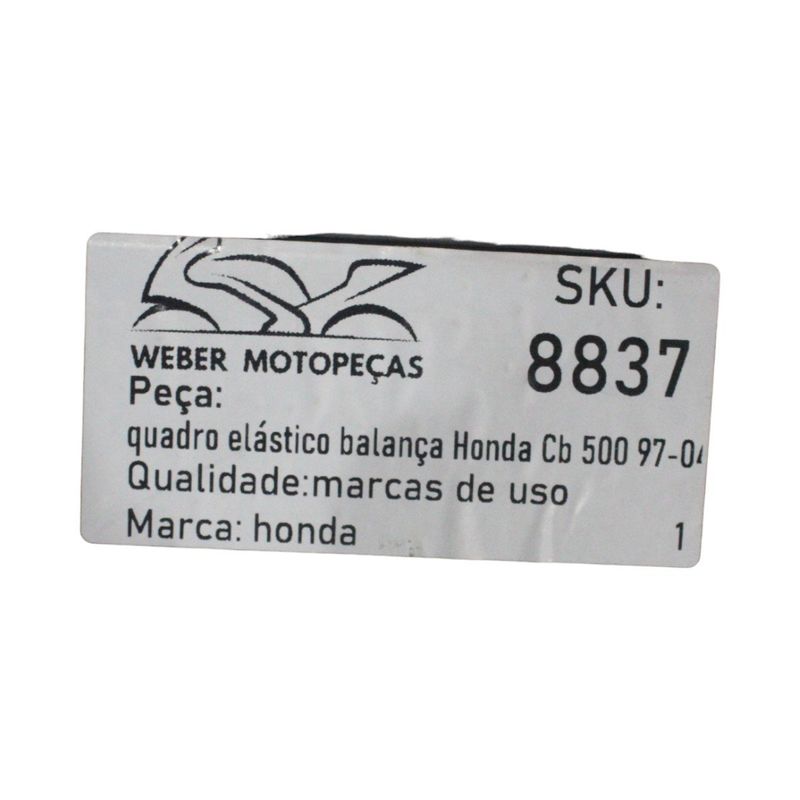 SKU:
8837
WEBER MOTOPEÇAS
Peça:
quadro elástico balança Honda Cb 500 97-04
Qualidade:marcas de uso
Marca: honda
1